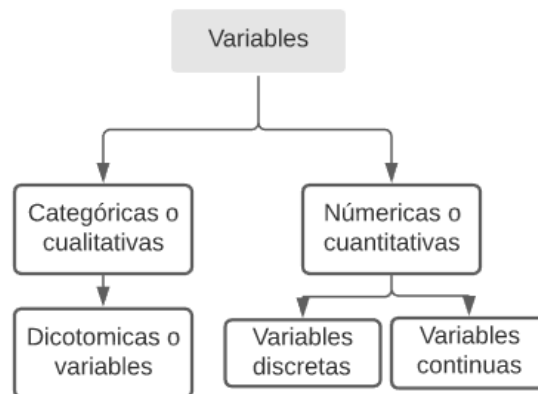 Variables
Categóricas o
cualitativas
Númericas o
cuantitativas
Dicotomicas o
variables
Variables
discretas
Variables
continuas